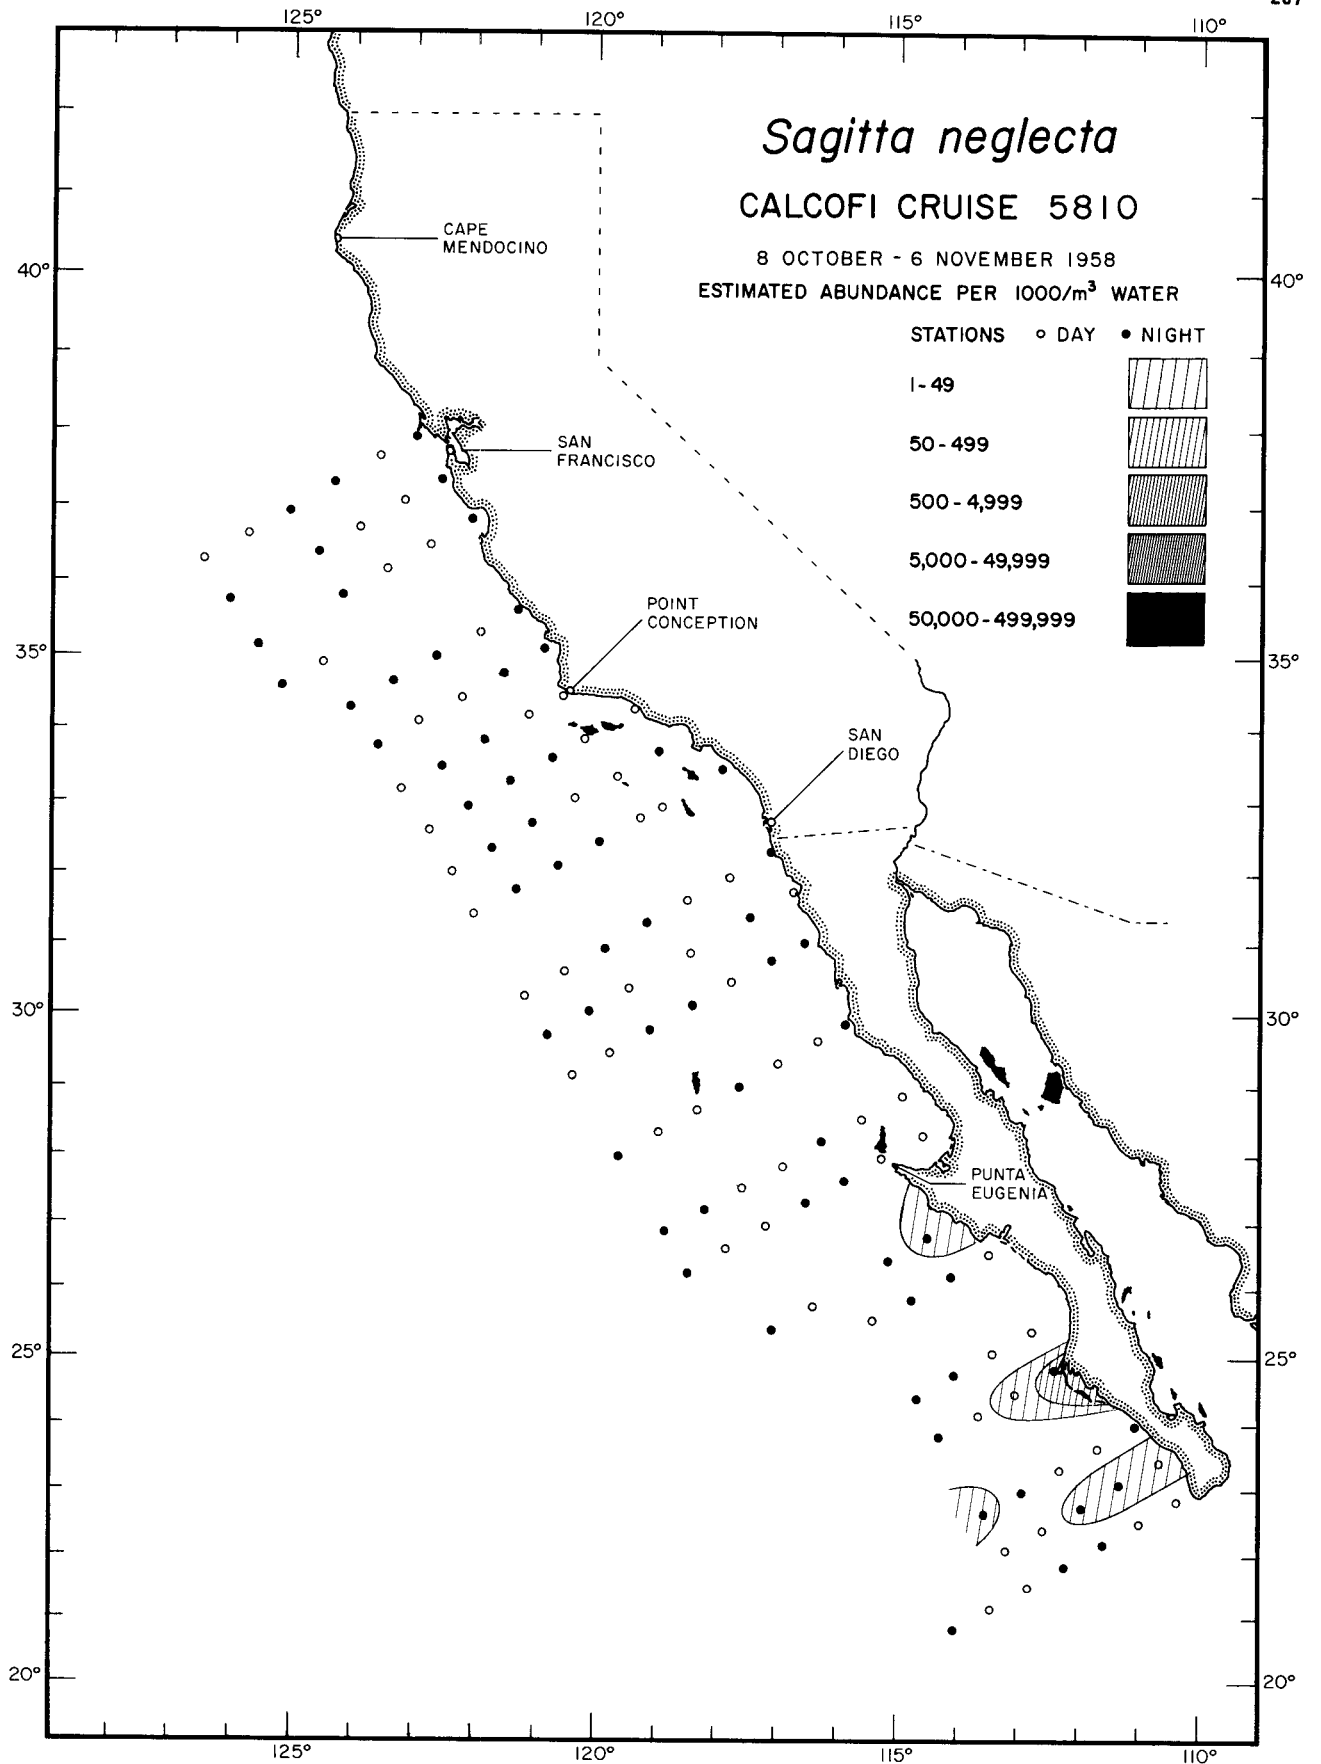 125° 120° 115° 110°
Sagitta neglecta
CALCOFI CRUISE 5810
8 OCTOBER - 6 NOVEMBER 1958
ESTIMATED ABUNDANCE PER 1000/m³ WATER
STATIONS ○ DAY ● NIGHT
1-49
50-499
500-4,999
5,000-49,999
50,000-499,999
CAPE
MENDOCINO
40° 40°
SAN
FRANCISCO
POINT
CONCEPTION
35° 35°
SAN
DIEGO
30° 30°
PUNTA
EUGENIA
25° 25°
20° 20°
125° 120° 115° 110°